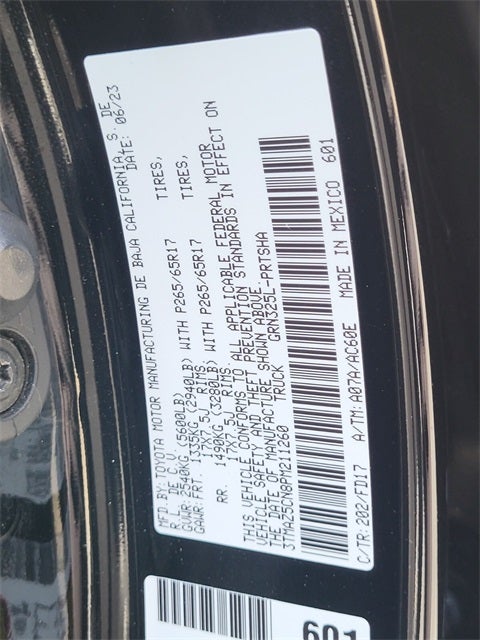 MFD.BY:TOYOTA MOTOR MANUFACTURING DE BAJA CALIFORNIA S. DE
R.L. DE C.V. DATE: 06/23
GVWR:2540KG(5600LB)
GAWR:FRT. 1335KG(2940LB) WITH P265/65R17 TIRES,
17X7.5J RIMS.
RR. 1490KG(3280LB) WITH P265/65R17 TIRES,
17X7.5J RIMS.
THIS VEHICLE CONFORMS TO ALL APPLICABLE FEDERAL MOTOR
VEHICLE SAFETY AND THEFT PREVENTION STANDARDS IN EFFECT ON
THE DATE OF MANUFACTURE SHOWN ABOVE.
3TMAZ5CN8PM211260 TRUCK GRN325L-PRTSHA
C/TR:202/FD17 A/TM:A07A/AC60E MADE IN MEXICO 601
601